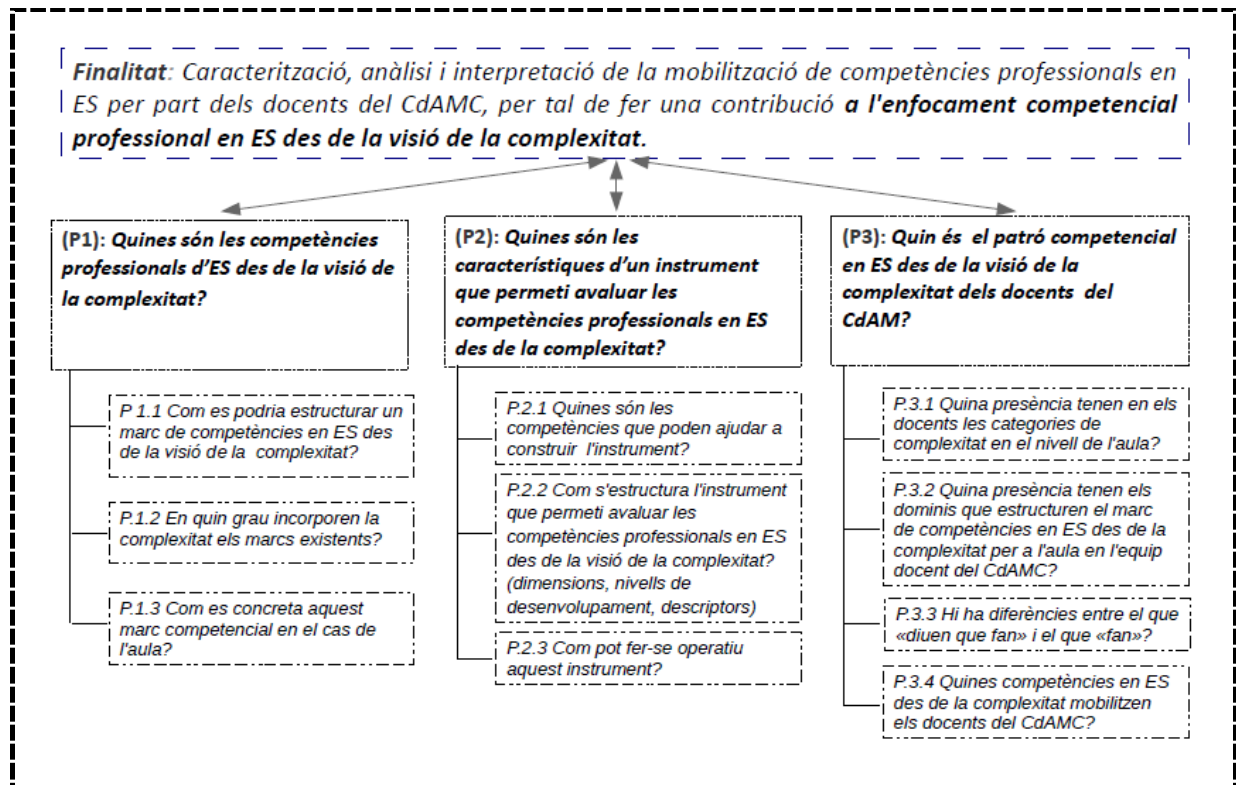 Finalitat: Caracterització, anàlisi i interpretació de la mobilització de competències professionals en
ES per part dels docents del CdAMC, per tal de fer una contribució a l'enfocament competencial
professional en ES des de la visió de la complexitat.
(P1): Quines són les competències
professionals d'ES des de la visió de
la complexitat?
P 1.1 Com es podria estructurar un
marc de competències en ES des
de la visió de la complexitat?
P.1.2 En quin grau incorporen la
complexitat els marcs existents?
P.1.3 Com es concreta aquest
marc competencial en el cas de
l'aula?
(P2): Quines són les
característiques d'un instrument
que permeti avaluar les
competències professionals en ES
des de la complexitat?
P.2.1 Quines són les
competències que poden ajudar a
construir l'instrument?
P.2.2 Com s'estructura l'instrument
que permeti avaluar les
competències professionals en ES
des de la visió de la complexitat?
(dimensions, nivells de
desenvolupament, descriptors)
P.2.3 Com pot fer-se operatiu
aquest instrument?
(P3): Quin és el patró competencial
en ES des de la visió de la
complexitat dels docents del
CdAM?
P.3.1 Quina presència tenen en els
docents les categories de
complexitat en el nivell de l'aula?
P.3.2 Quina presència tenen els
dominis que estructuren el marc
de competències en ES des de la
complexitat per a l'aula en l'equip
docent del CdAMC?
P.3.3 Hi ha diferències entre el que
«diuen que fan» i el que «fan»?
P.3.4 Quines competències en ES
des de la complexitat mobilitzen
els docents del CdAMC?